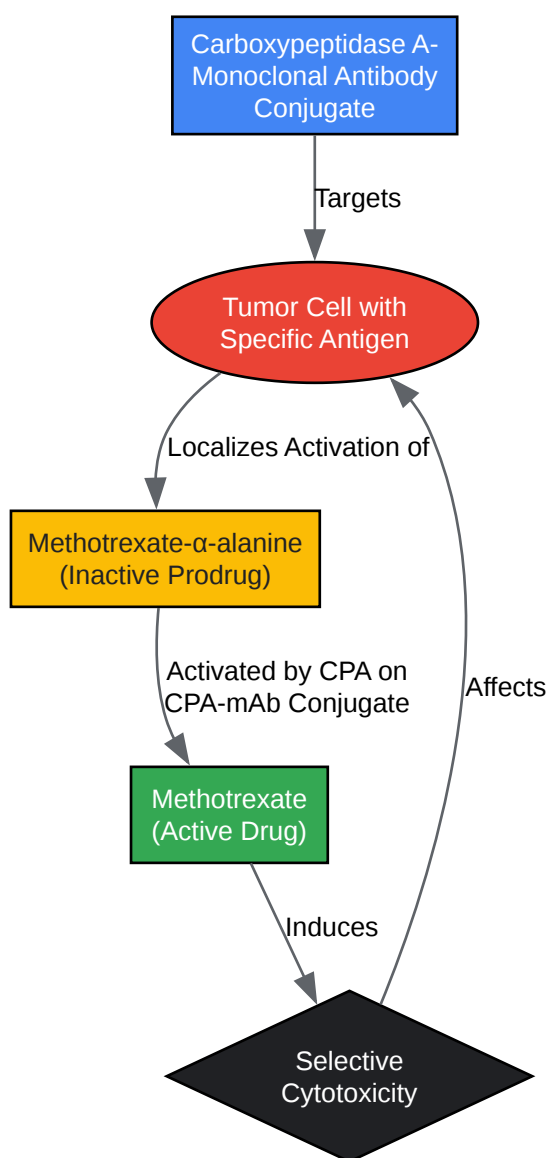 Carboxypeptidase A-
Monoclonal Antibody
Conjugate
Targets
Tumor Cell with
Specific Antigen
Localizes Activation of
Methotrexate-α-alanine
(Inactive Prodrug)
Activated by CPA on
CPA-mAb Conjugate
Affects
Methotrexate
(Active Drug)
Induces
Selective
Cytotoxicity